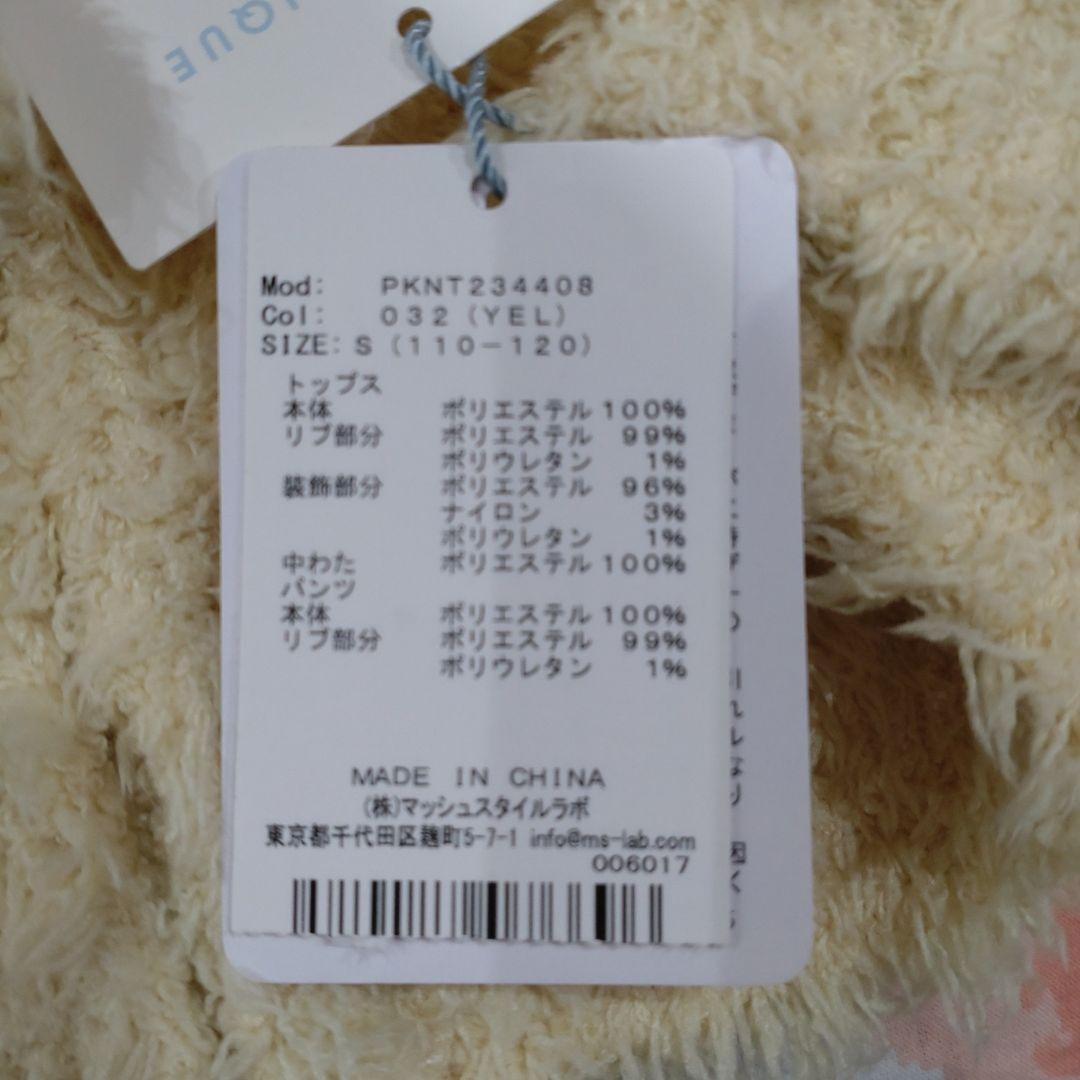 IQUE
Mod: PKNT234408
Col: 032(YEL)
SIZE: S(110-120)
トップス
本体 ポリエステル 100%
リブ部分 ポリエステル 99%
ポリウレタン 1%
装飾部分 ポリエステル 96%
ナイロン 3%
ポリウレタン 1%
中わた ポリエステル 100%
パンツ
本体 ポリエステル 100%
リブ部分 ポリエステル 99%
ポリウレタン 1%
MADE IN CHINA
(株)マッシュスタイルラボ
東京都千代田区麹町5-7-1 info@ms-lab.com
006017